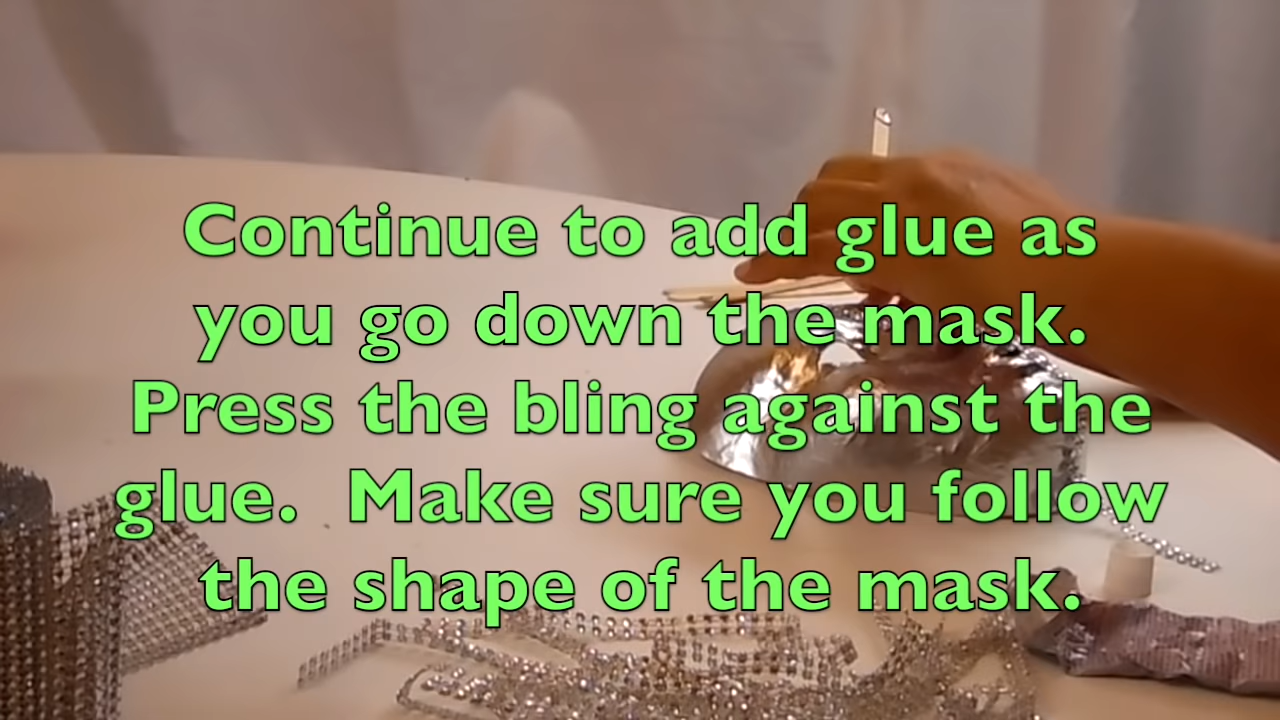 Continue to add glue as
you go down the mask.
Press the bling against the
glue.  Make sure you follow
the shape of the mask.